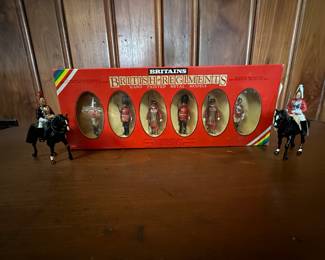 BRITAINS
BRITISH REGIMENTS
HAND PAINTED METAL MODELS